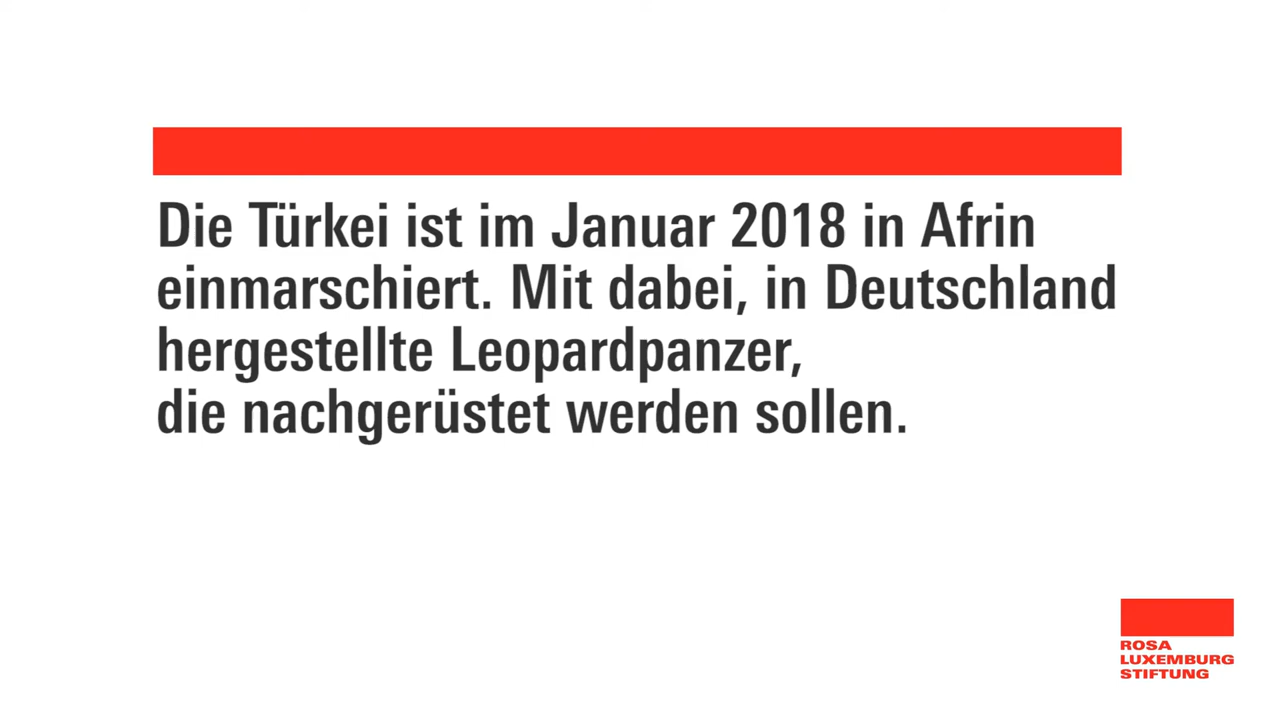 Die Türkei ist im Januar 2018 in Afrin
einmarschiert. Mit dabei, in Deutschland
hergestellte Leopardpanzer,
die nachgerüstet werden sollen.
ROSA
LUXEMBURG
STIFTUNG